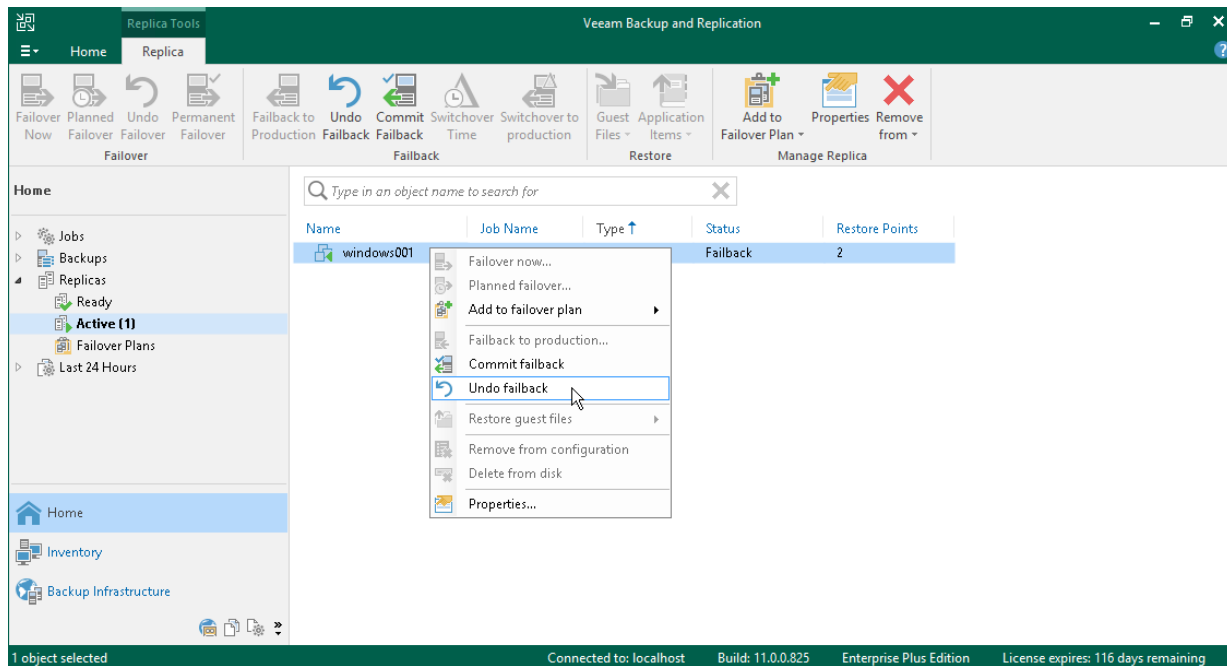 Replica Tools
Veeam Backup and Replication
Home Replica
Failover Now
Planned Failover
Undo Failover
Permanent Failover
Failback to Production
Undo Failback
Commit Failback
Switchover Time
Switchover to production
Guest Files
Application Items
Add to Failover Plan
Properties
Remove from
Failover
Failback
Restore
Manage Replica
Home
Jobs
Backups
Replicas
Ready
Active (1)
Failover Plans
Last 24 Hours
Home
Inventory
Backup Infrastructure
Type in an object name to search for
Name Job Name Type Status Restore Points
windows001 Failback 2
Failover now...
Planned failover...
Add to failover plan
Failback to production...
Commit failback
Undo failback
Restore guest files
Remove from configuration
Delete from disk
Properties...
1 object selected
Connected to: localhost
Build: 11.0.0.825
Enterprise Plus Edition
License expires: 116 days remaining